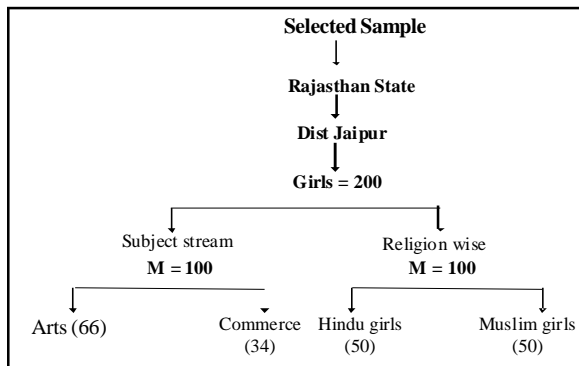 Selected Sample
Rajasthan State
Dist Jaipur
Girls = 200
Subject stream
M = 100
Religion wise
M = 100
Arts (66)
Commerce
(34)
Hindu girls
(50)
Muslim girls
(50)